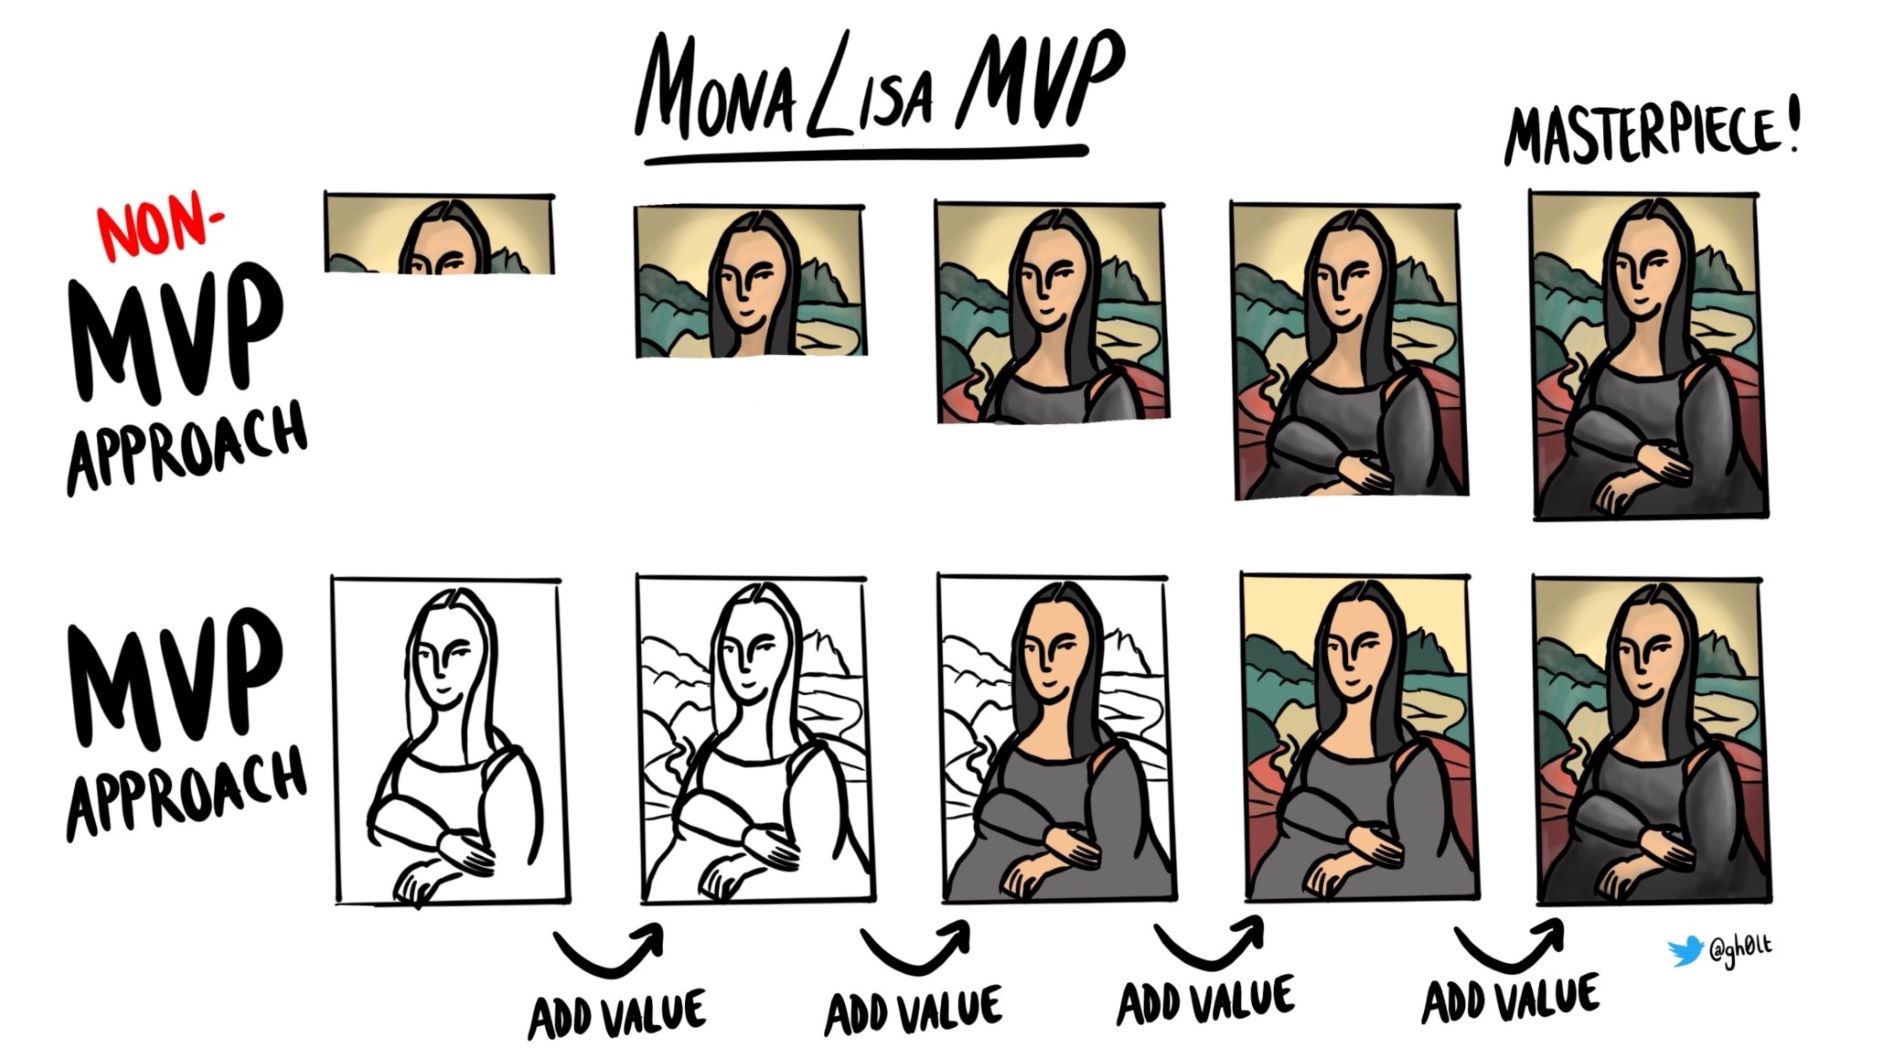 MONA LISA MVP
MASTERPIECE!
NON-
MVP
APPROACH
MVP
APPROACH
ADD VALUE
ADD VALUE
ADD VALUE
ADD VALUE
@gh0lt